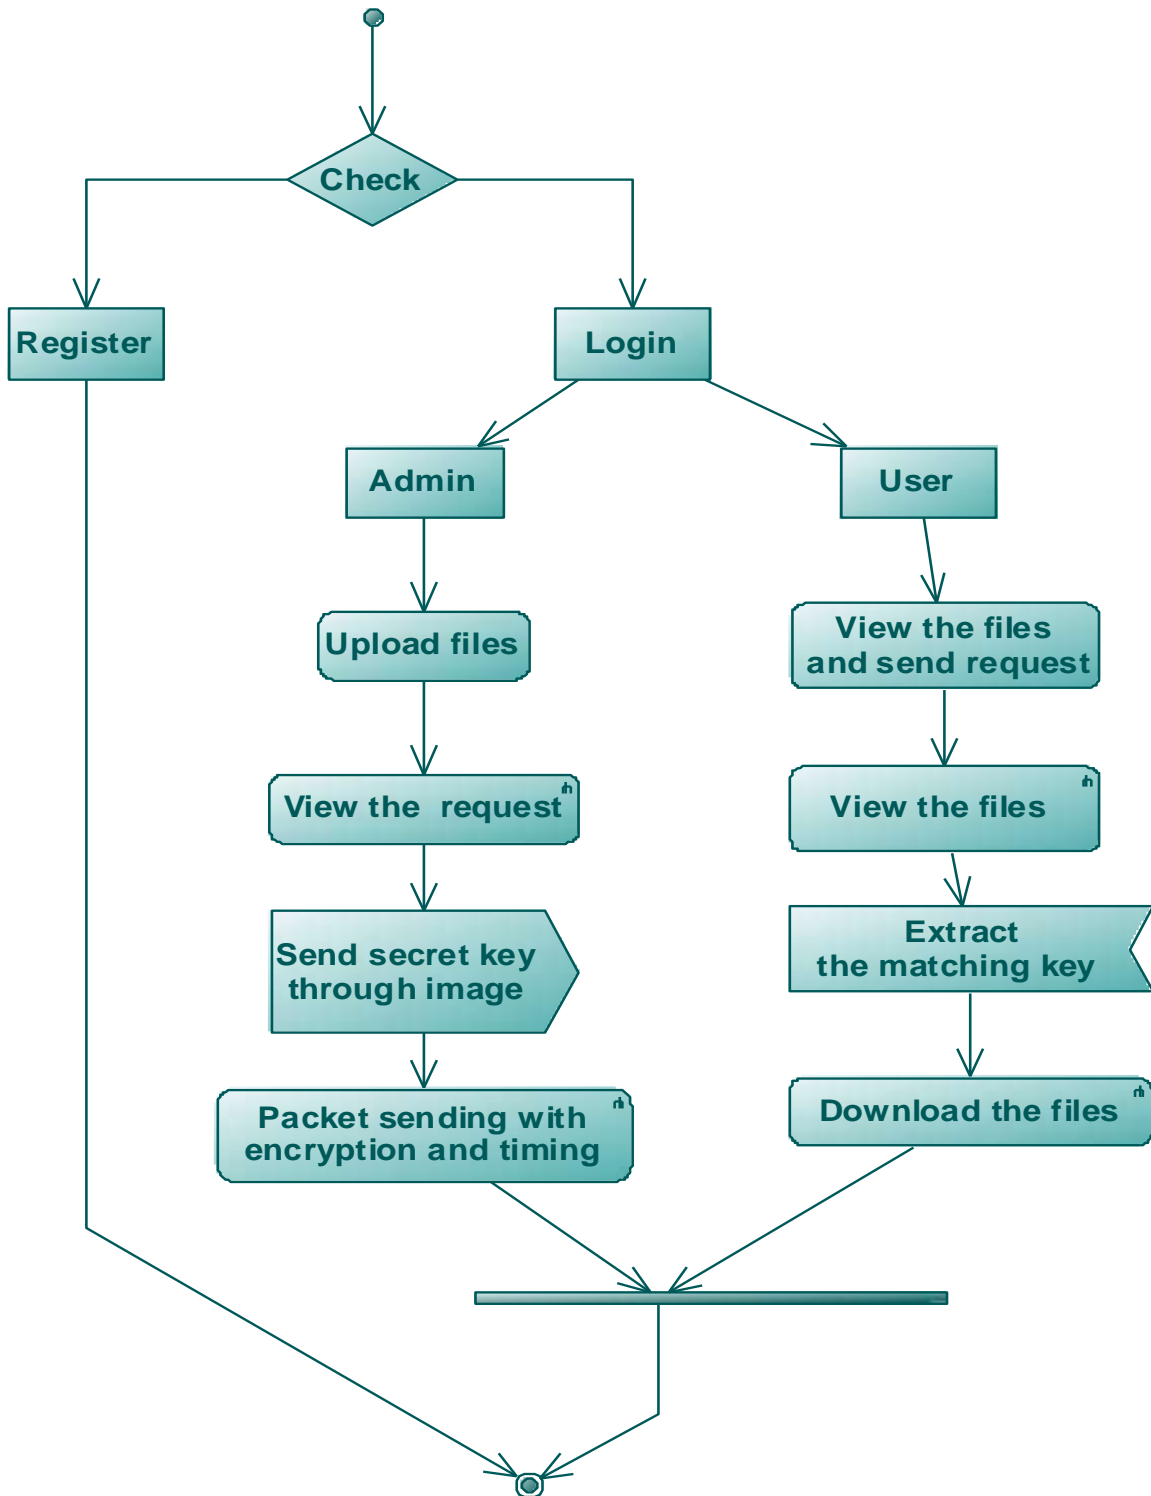 Check
Register
Login
Admin
User
Upload files
View the files
and send request
View the request
View the files
Send secret key
through image
Extract
the matching key
Packet sending with
encryption and timing
Download the files